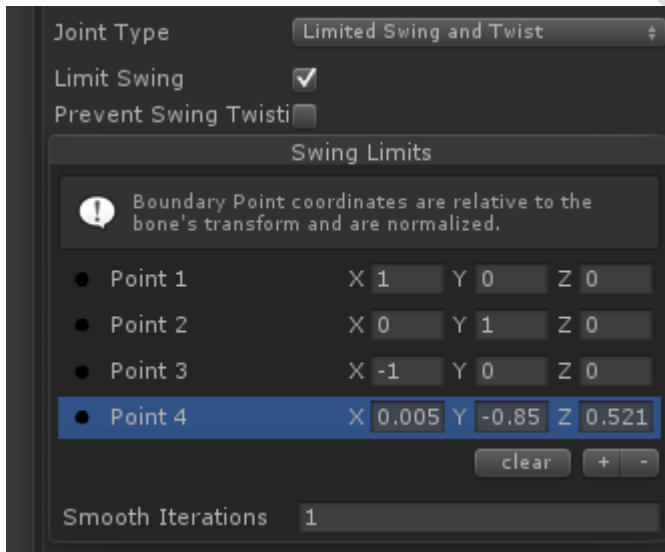 Joint Type Limited Swing and Twist
Limit Swing
Prevent Swing Twisti
Swing Limits
Boundary Point coordinates are relative to the
bone's transform and are normalized.
Point 1 X 1 Y 0 Z 0
Point 2 X 0 Y 1 Z 0
Point 3 X -1 Y 0 Z 0
Point 4 X 0.005 Y -0.85 Z 0.521
clear + -
Smooth Iterations 1